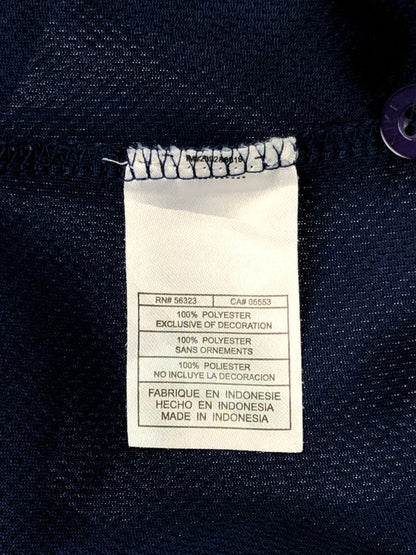 RN# 56323 CA# 05553
100% POLYESTER
EXCLUSIVE OF DECORATION
100% POLYESTER
SANS ORNEMENTS
100% POLIESTER
NO INCLUYE LA DECORACION
FABRIQUE EN INDONESIE
HECHO EN INDONESIA
MADE IN INDONESIA